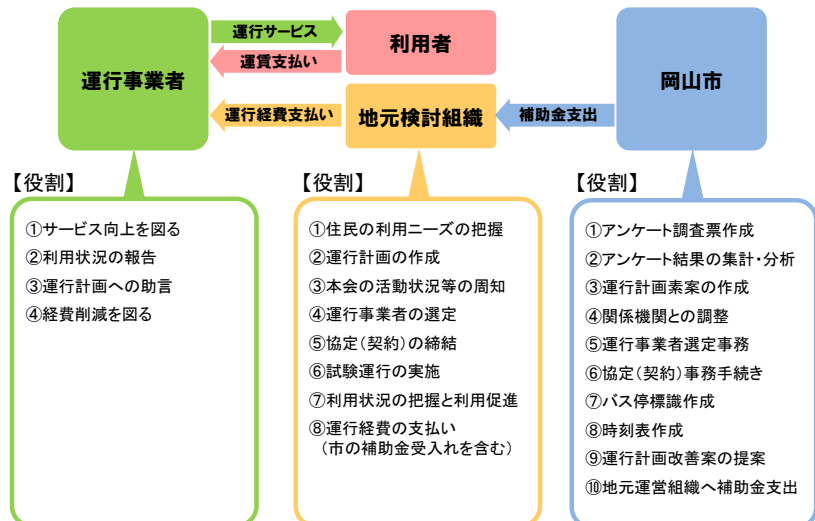 運行サービス
利用者
運賃支払い
運行事業者
岡山市
運行経費支払い
地元検討組織
補助金支出
【役割】
①サービス向上を図る
②利用状況の報告
③運行計画への助言
④経費削減を図る
【役割】
①住民の利用ニーズの把握
②運行計画の作成
③本会の活動状況等の周知
④運行事業者の選定
⑤協定(契約)の締結
⑥試験運行の実施
⑦利用状況の把握と利用促進
⑧運行経費の支払い
(市の補助金受入れを含む)
【役割】
①アンケート調査票作成
②アンケート結果の集計・分析
③運行計画素案の作成
④関係機関との調整
⑤運行事業者選定事務
⑥協定(契約)事務手続き
⑦バス停標識作成
⑧時刻表作成
⑨運行計画改善案の提案
⑩地元運営組織へ補助金支出